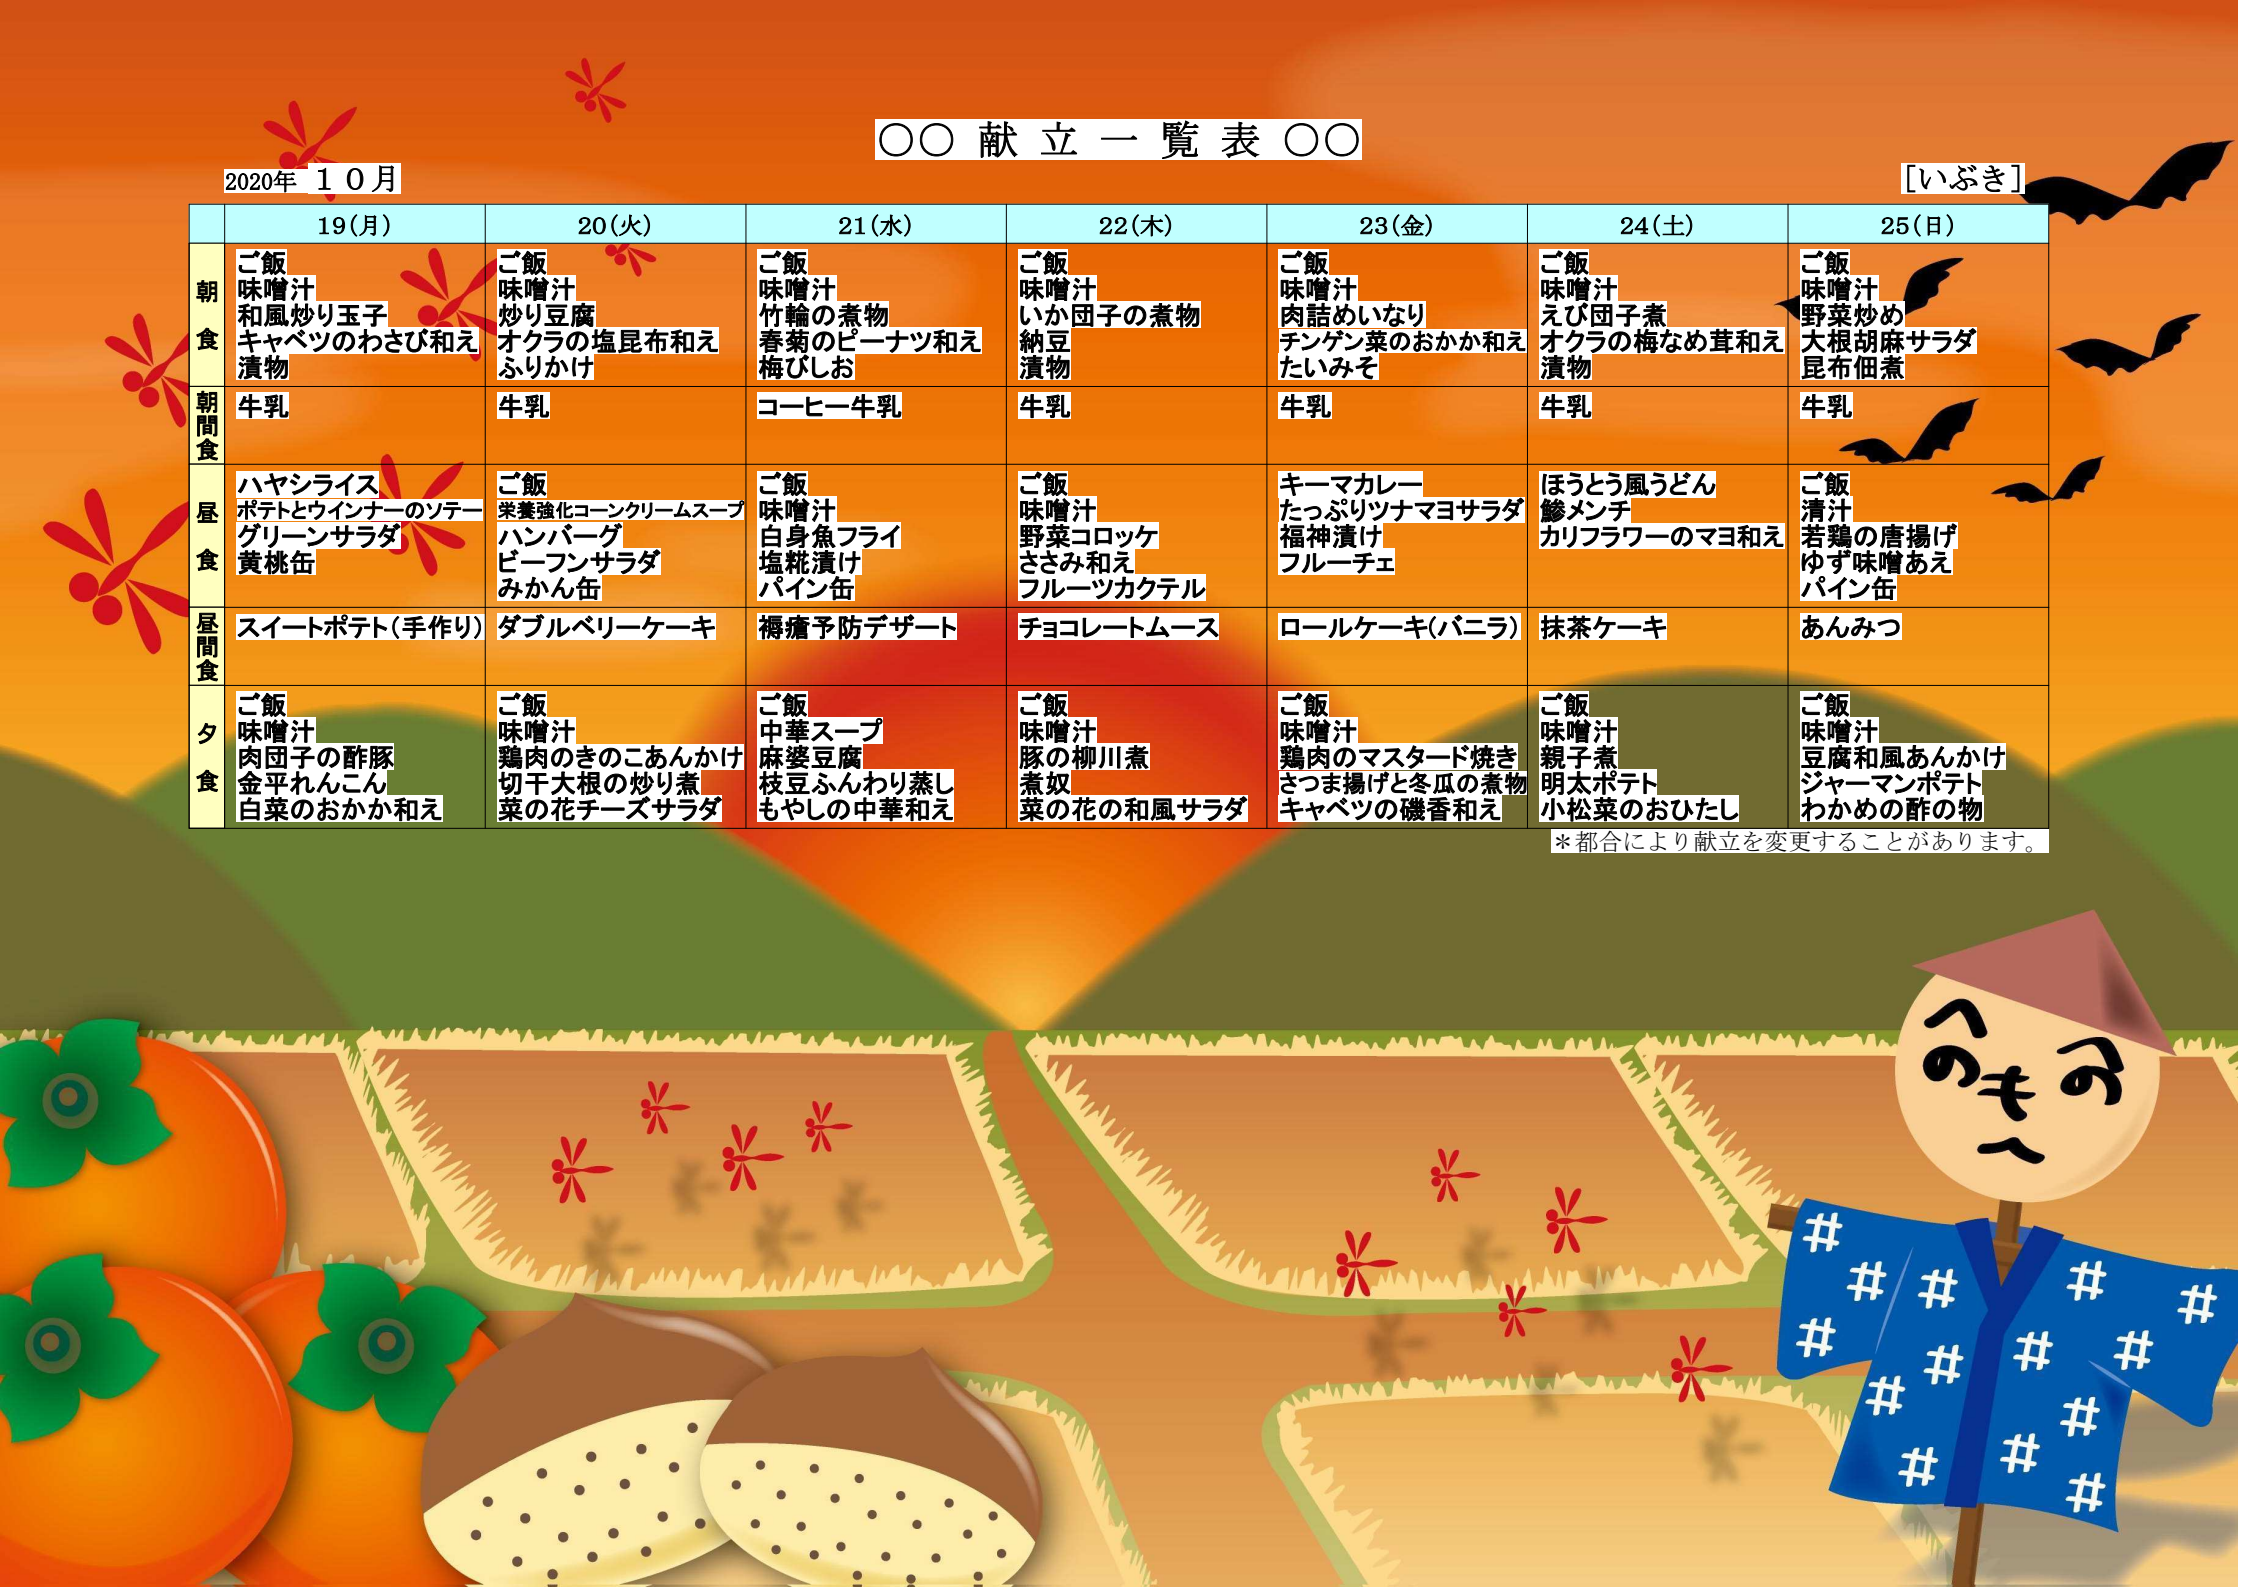 〇〇 献 立 一 覧 表 〇〇
2020年 １０月
[いぶき]
19(月) 20(火) 21(水) 22(木) 23(金) 24(土) 25(日)
朝食
ご飯
味噌汁
和風炒り玉子
キャベツのわさび和え
漬物
ご飯
味噌汁
炒り豆腐
オクラの塩昆布和え
ふりかけ
ご飯
味噌汁
竹輪の煮物
春菊のピーナツ和え
梅びしお
ご飯
味噌汁
いか団子の煮物
納豆
漬物
ご飯
味噌汁
肉詰めいなり
チンゲン菜のおかか和え
たいみそ
ご飯
味噌汁
えび団子煮
オクラの梅なめ茸和え
漬物
ご飯
味噌汁
野菜炒め
大根胡麻サラダ
昆布佃煮
朝間食
牛乳
牛乳
コーヒー牛乳
牛乳
牛乳
牛乳
牛乳
昼食
ハヤシライス
ポテトとウインナーのソテー
グリーンサラダ
黄桃缶
ご飯
栄養強化コーンクリームスープ
ハンバーグ
ビーフンサラダ
みかん缶
ご飯
味噌汁
白身魚フライ
塩糀漬け
パイン缶
ご飯
味噌汁
野菜コロッケ
ささみ和え
フルーツカクテル
キーマカレー
たっぷりツナマヨサラダ
福神漬け
フルーチェ
ほうとう風うどん
鯵メンチ
カリフラワーのマヨ和え
ご飯
清汁
若鶏の唐揚げ
ゆず味噌あえ
パイン缶
昼間食
スイートポテト(手作り)
ダブルベリーケーキ
褥瘡予防デザート
チョコレートムース
ロールケーキ(バニラ)
抹茶ケーキ
あんみつ
夕食
ご飯
味噌汁
肉団子の酢豚
金平れんこん
白菜のおかか和え
ご飯
味噌汁
鶏肉のきのこあんかけ
切干大根の炒り煮
菜の花チーズサラダ
ご飯
中華スープ
麻婆豆腐
枝豆ふんわり蒸し
もやしの中華和え
ご飯
味噌汁
豚の柳川煮
煮奴
菜の花の和風サラダ
ご飯
味噌汁
鶏肉のマスタード焼き
さつま揚げと冬瓜の煮物
キャベツの磯香和え
ご飯
味噌汁
親子煮
明太ポテト
小松菜のおひたし
ご飯
味噌汁
豆腐和風あんかけ
ジャーマンポテト
わかめの酢の物
＊都合により献立を変更することがあります。
へ
の
も
の
へ
へ